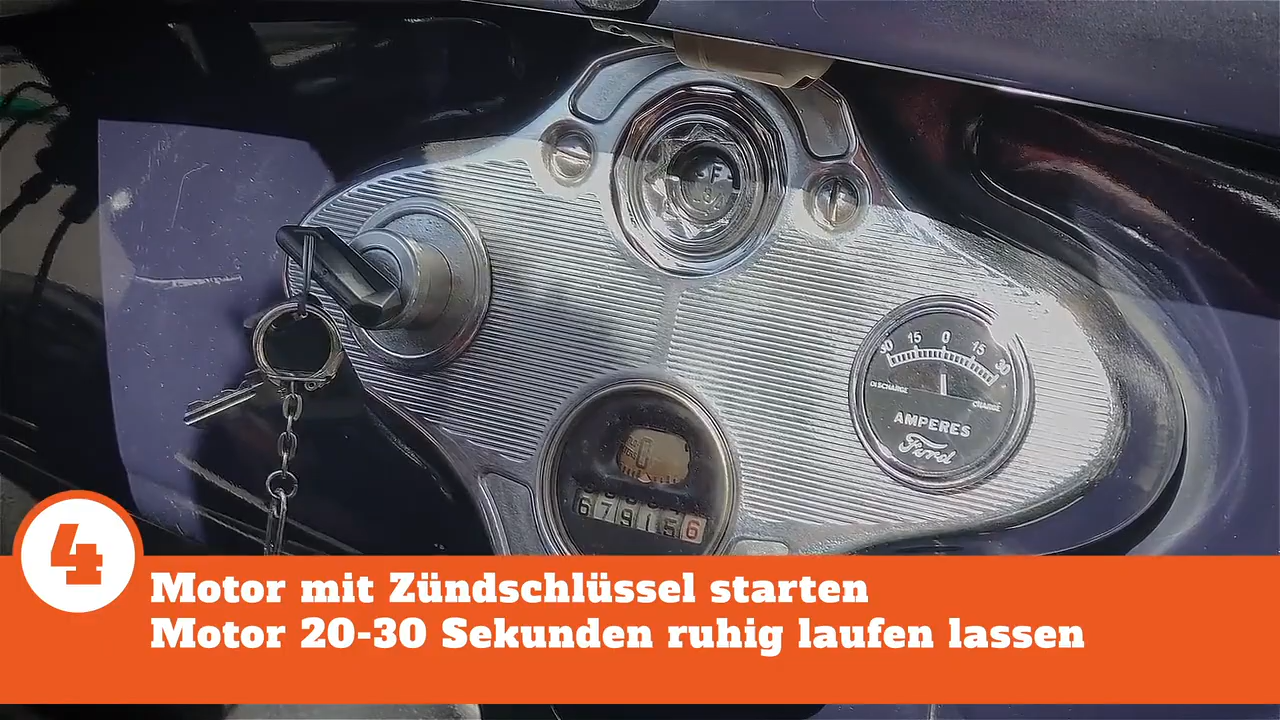 F
30 15 0 15 30
DISCHARGE CHARGE
AMPERES
Ford
679156
4
Motor mit Zündschlüssel starten
Motor 20-30 Sekunden ruhig laufen lassen